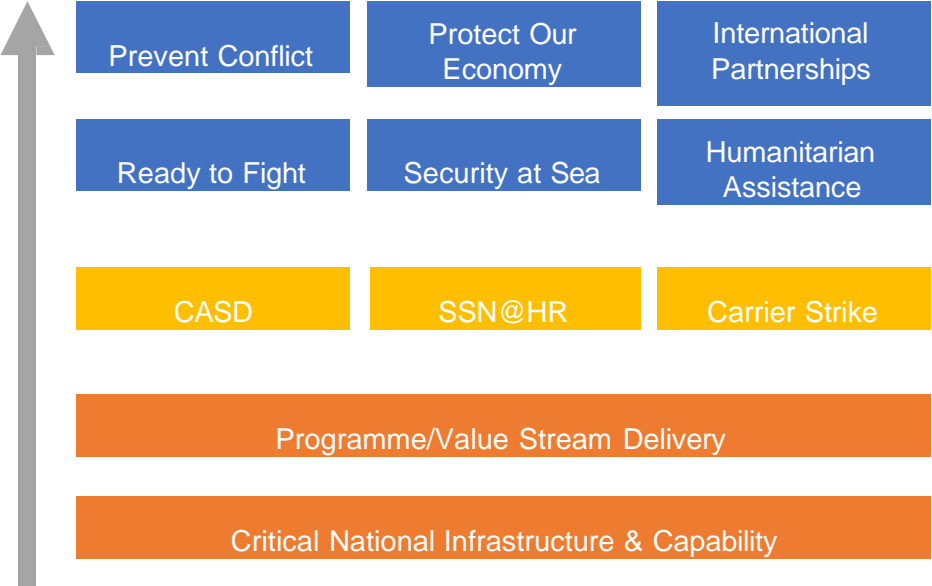 Prevent Conflict
Protect Our
Economy
International
Partnerships
Ready to Fight
Security at Sea
Humanitarian
Assistance
CASD
SSN@HR
Carrier Strike
Programme/Value Stream Delivery
Critical National Infrastructure & Capability